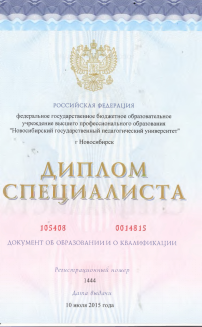 РОССИЙСКАЯ ФЕДЕРАЦИЯ
федеральное государственное бюджетное образовательное
учреждение высшего профессионального образования
"Новосибирский государственный педагогический университет"
г Новосибирск
ДИПЛОМ
СПЕЦИАЛИСТА
105408 0014815
ДОКУМЕНТ ОБ ОБРАЗОВАНИИ И О КВАЛИФИКАЦИИ
Регистрационный номер
1444
Дата выдачи
10 июля 2015 года